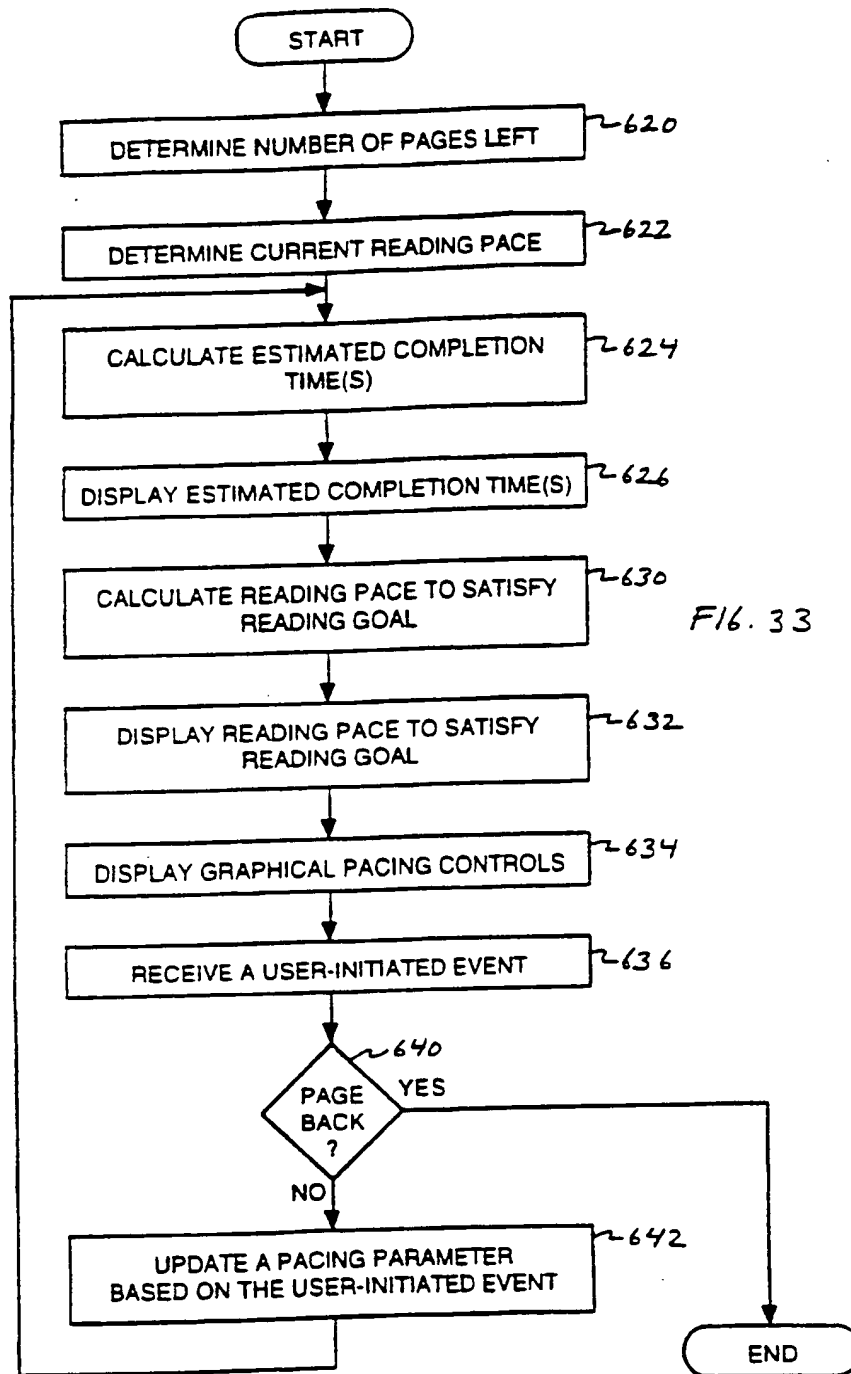 START
DETERMINE NUMBER OF PAGES LEFT
620
DETERMINE CURRENT READING PACE
622
CALCULATE ESTIMATED COMPLETION
TIME(S)
624
DISPLAY ESTIMATED COMPLETION TIME(S)
626
CALCULATE READING PACE TO SATISFY
READING GOAL
630
FIG. 33
DISPLAY READING PACE TO SATISFY
READING GOAL
632
DISPLAY GRAPHICAL PACING CONTROLS
634
RECEIVE A USER-INITIATED EVENT
636
640
PAGE
BACK
?
YES
NO
UPDATE A PACING PARAMETER
BASED ON THE USER-INITIATED EVENT
642
END